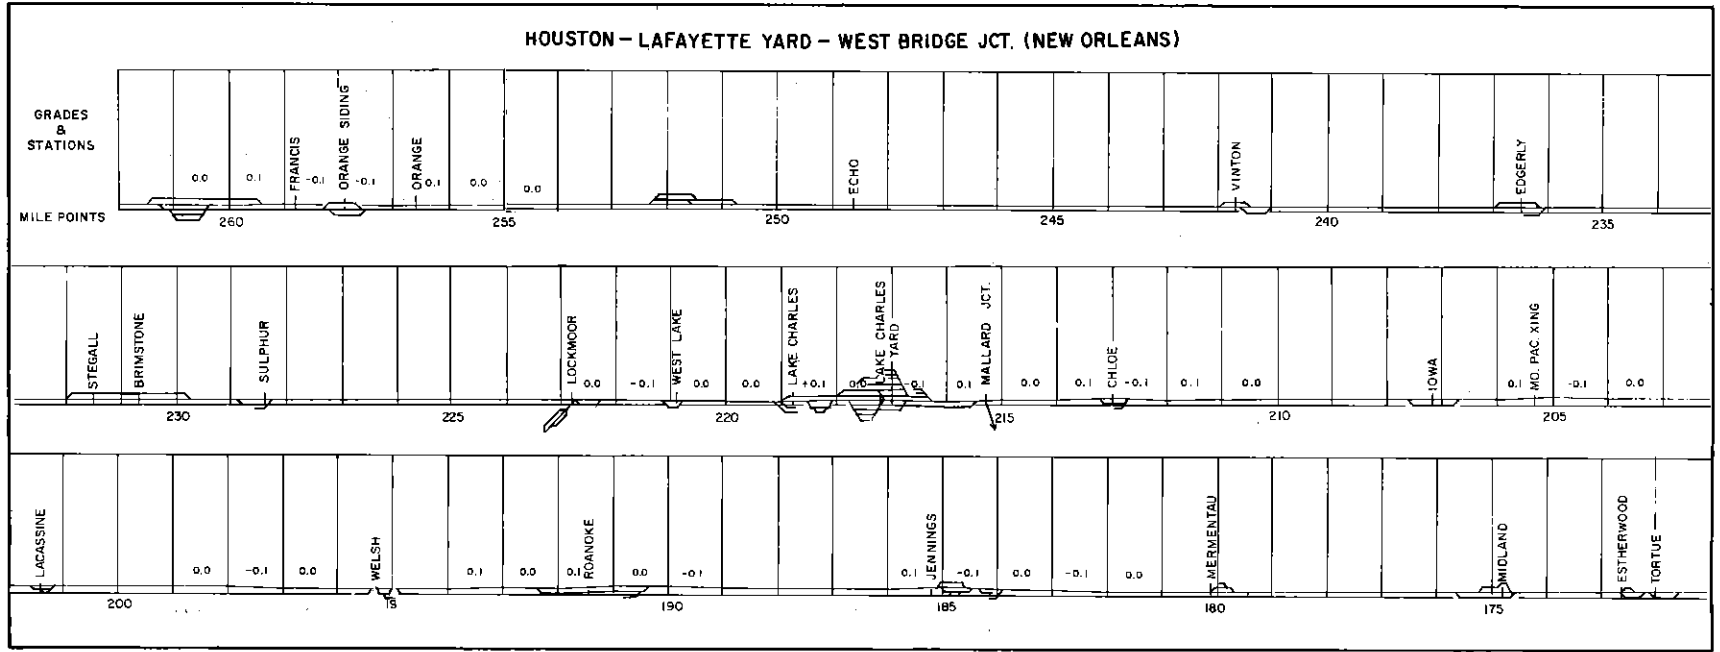 HOUSTON – LAFAYETTE YARD – WEST BRIDGE JCT. (NEW ORLEANS)
GRADES
&
STATIONS
FRANCIS
ORANGE SIDING
ORANGE
ECHO
VINTON
EDGERLY
0.0 0.1 -0.1 -0.1 0.1 0.0 0.0
MILE POINTS
260 255 250 245 240 235
STEGALL
BRIMSTONE
SULPHUR
LOCKMOOR
WEST LAKE
LAKE CHARLES
LAKE CHARLES
YARD
MALLARD JCT.
CHLOE
IOWA
MO. PAC. XING
0.0 -0.1 0.0 0.0 +0.1 0.0 -0.1 0.1 0.0 0.1 -0.1 0.1 0.0 0.1 -0.1 0.0
230 225 220 215 210 205
LACASSINE
WELSH
ROANOKE
JENNINGS
MERMENTAU
MIDLAND
ESTHERWOOD
TORTUE
0.0 -0.1 0.0 0.1 0.0 0.1 0.0 -0.1 0.1 -0.1 0.0 -0.1 0.0
200 190 185 180 175